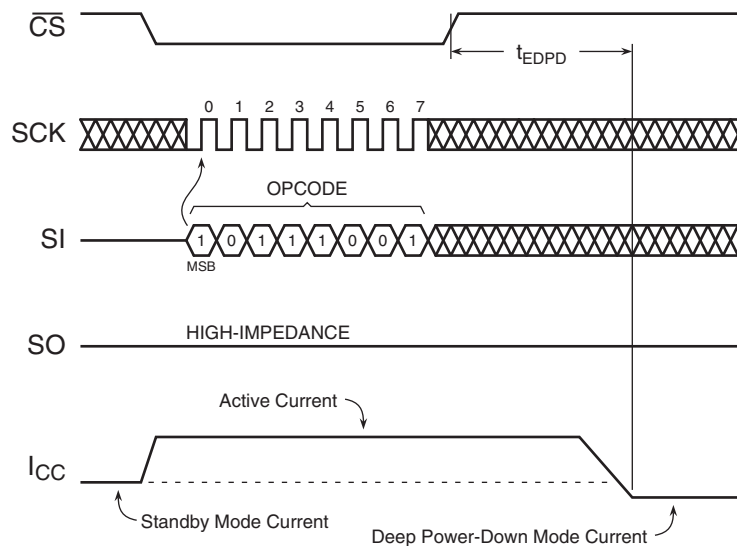 CS
tEDPD
0 1 2 3 4 5 6 7
SCK
OPCODE
SI
1 0 1 1 1 0 0 1
MSB
HIGH-IMPEDANCE
SO
Active Current
ICC
Standby Mode Current
Deep Power-Down Mode Current